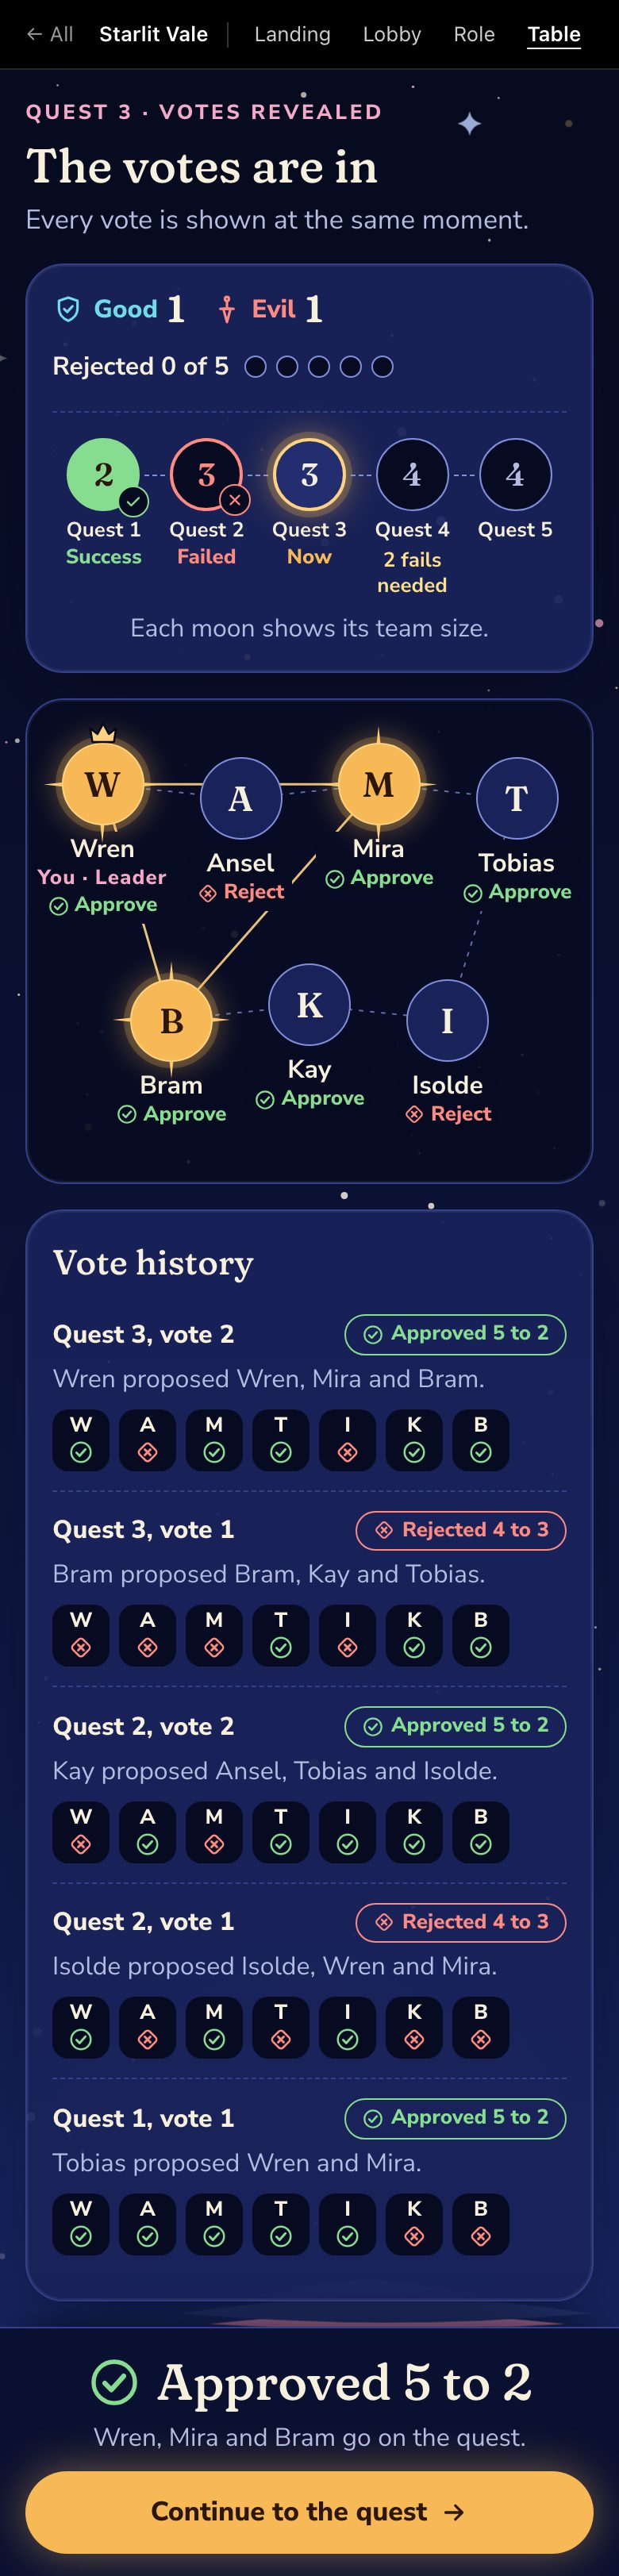 ← All Starlit Vale Landing Lobby Role Table
QUEST 3 · VOTES REVEALED
The votes are in
Every vote is shown at the same moment.
Good 1 Evil 1
Rejected 0 of 5
2 3 3 4 4
Quest 1 Quest 2 Quest 3 Quest 4 Quest 5
Success Failed Now 2 fails
needed
Each moon shows its team size.
W A M T
Wren Ansel Mira Tobias
You · Leader Reject Approve Approve
Approve
B K I
Bram Kay Isolde
Approve Approve Reject
Vote history
Quest 3, vote 2 Approved 5 to 2
Wren proposed Wren, Mira and Bram.
W A M T I K B
Quest 3, vote 1 Rejected 4 to 3
Bram proposed Bram, Kay and Tobias.
W A M T I K B
Quest 2, vote 2 Approved 5 to 2
Kay proposed Ansel, Tobias and Isolde.
W A M T I K B
Quest 2, vote 1 Rejected 4 to 3
Isolde proposed Isolde, Wren and Mira.
W A M T I K B
Quest 1, vote 1 Approved 5 to 2
Tobias proposed Wren and Mira.
W A M T I K B
Approved 5 to 2
Wren, Mira and Bram go on the quest.
Continue to the quest →